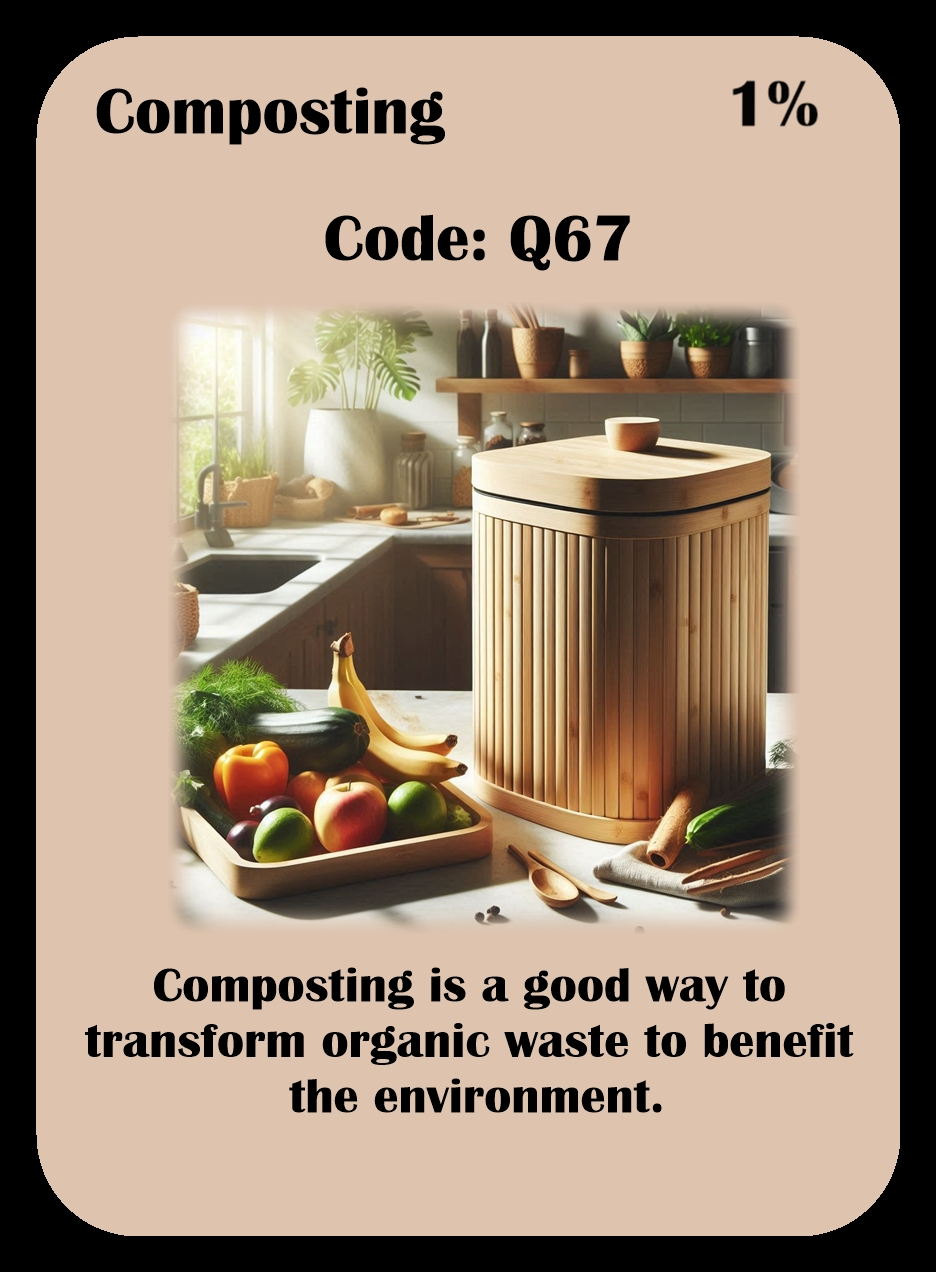 Composting 1%
Code: Q67
Composting is a good way to
transform organic waste to benefit
the environment.